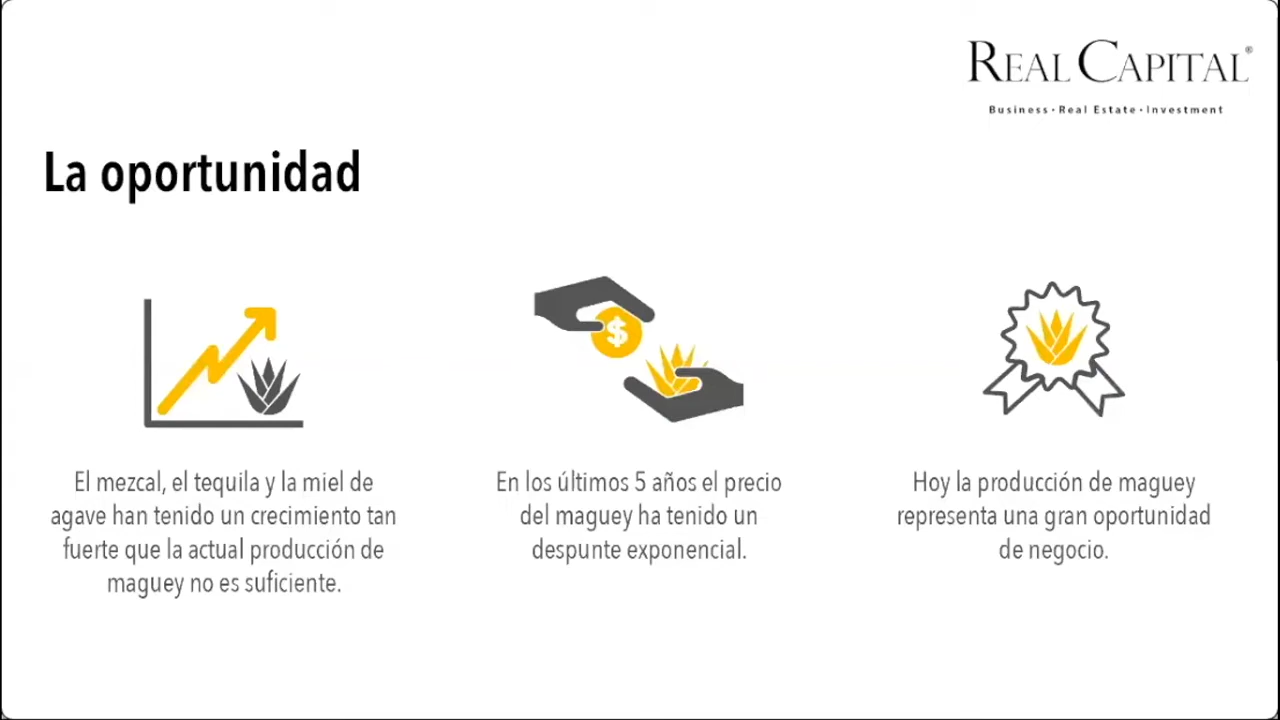 REAL CAPITAL®
Business · Real Estate · Investment
La oportunidad
$
El mezcal, el tequila y la miel de
agave han tenido un crecimiento tan
fuerte que la actual producción de
maguey no es suficiente.
En los últimos 5 años el precio
del maguey ha tenido un
despunte exponencial.
Hoy la producción de maguey
representa una gran oportunidad
de negocio.